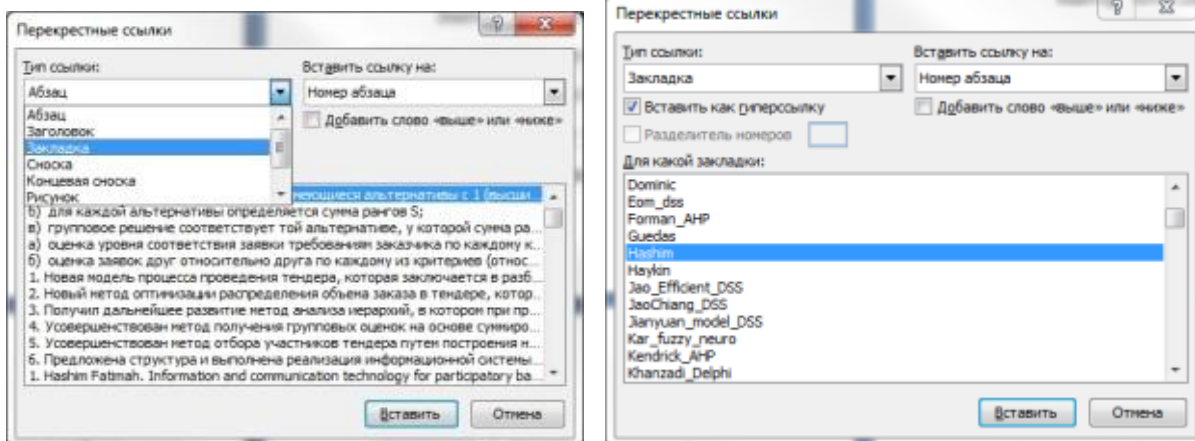 Перекрестные ссылки
Тип ссылки:
Вставить ссылку на:
Абзац
Номер абзаца
Абзац
Заголовок
Закладка
Сноска
Концевая сноска
Рисунок
Добавить слово «выше» или «ниже»
альтернативы с 1 (высши
б) для каждой альтернативы определяется сумма рангов S;
в) групповое решение соответствует той альтернативе, у которой сумма ра...
а) оценка уровня соответствия заявки требованиям заказчика по каждому к...
б) оценка заявок друг относительно друга по каждому из критериев (относ...
1. Новая модель процесса проведения тендера, которая заключается в разб...
2. Новый метод оптимизации распределения объема заказа в тендере, котор...
3. Получил дальнейшее развитие метод анализа иерархий, в котором при пр...
4. Усовершенствован метод получения групповых оценок на основе суммиро...
5. Усовершенствован метод отбора участников тендера путем построения н...
6. Предложена структура и выполнена реализация информационной системы...
1. Hashim Fatimah. Information and communication technology for participatory ba...
Вставить
Отмена
Перекрестные ссылки
Тип ссылки:
Вставить ссылку на:
Закладка
Номер абзаца
Вставить как гиперссылку
Добавить слово «выше» или «ниже»
Разделитель номеров
Для какой закладки:
Dominic
Eom_dss
Forman_AHP
Guedas
Hashim
Haykin
Jao_Efficient_DSS
JaoChiang_DSS
Jianyuan_model_DSS
Kar_fuzzy_neuro
Kendrick_AHP
Khanzadi_Delphi
Вставить
Отмена